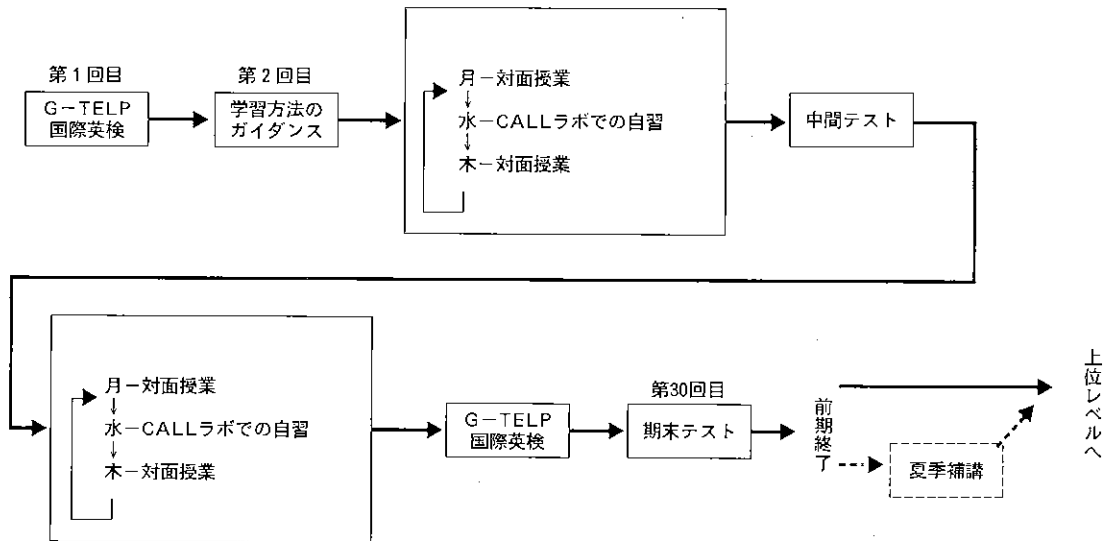 第1回目
G－TELP
国際英検
第2回目
学習方法の
ガイダンス
月－対面授業
↓
水－CALLラボでの自習
↓
木－対面授業
中間テスト
月－対面授業
↓
水－CALLラボでの自習
↓
木－対面授業
G－TELP
国際英検
第30回目
期末テスト
前期終了
夏季補講
上位レベルへ